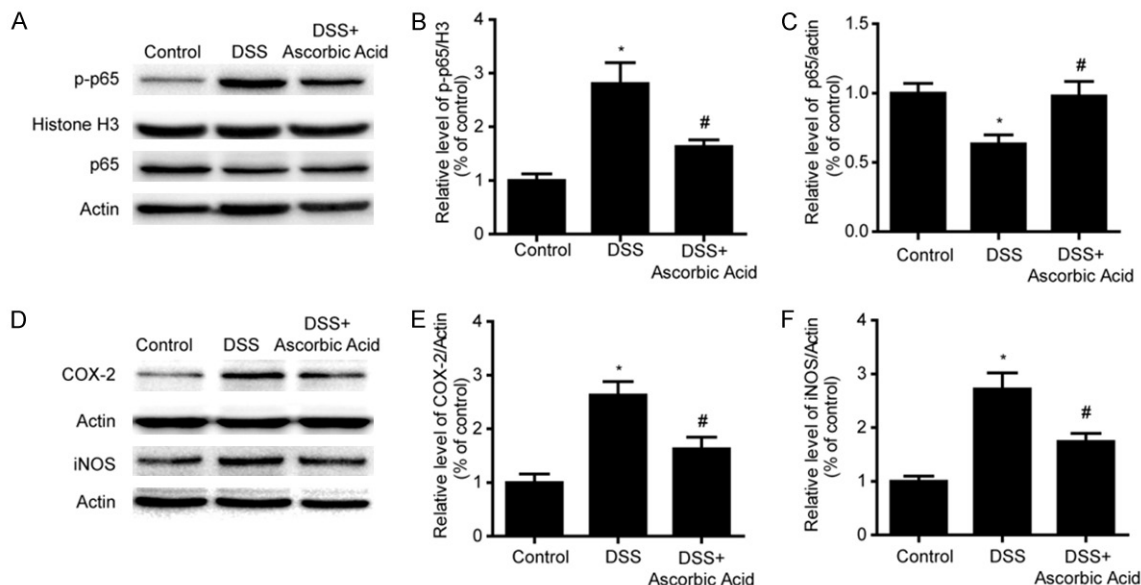 A
Control
DSS
DSS+
Ascorbic Acid
p-p65
Histone H3
p65
Actin
B
Relative level of p-p65/H3
(% of control)
4
3
2
1
0
*
#
Control
DSS
DSS+
Ascorbic Acid
C
Relative level of p65/actin
(% of control)
1.5
1.0
0.5
0.0
*
#
Control
DSS
DSS+
Ascorbic Acid
D
Control
DSS
DSS+
Ascorbic Acid
COX-2
Actin
iNOS
Actin
E
Relative level of COX-2/Actin
(% of control)
4
3
2
1
0
*
#
Control
DSS
DSS+
Ascorbic Acid
F
Relative level of iNOS/Actin
(% of control)
4
3
2
1
0
*
#
Control
DSS
DSS+
Ascorbic Acid